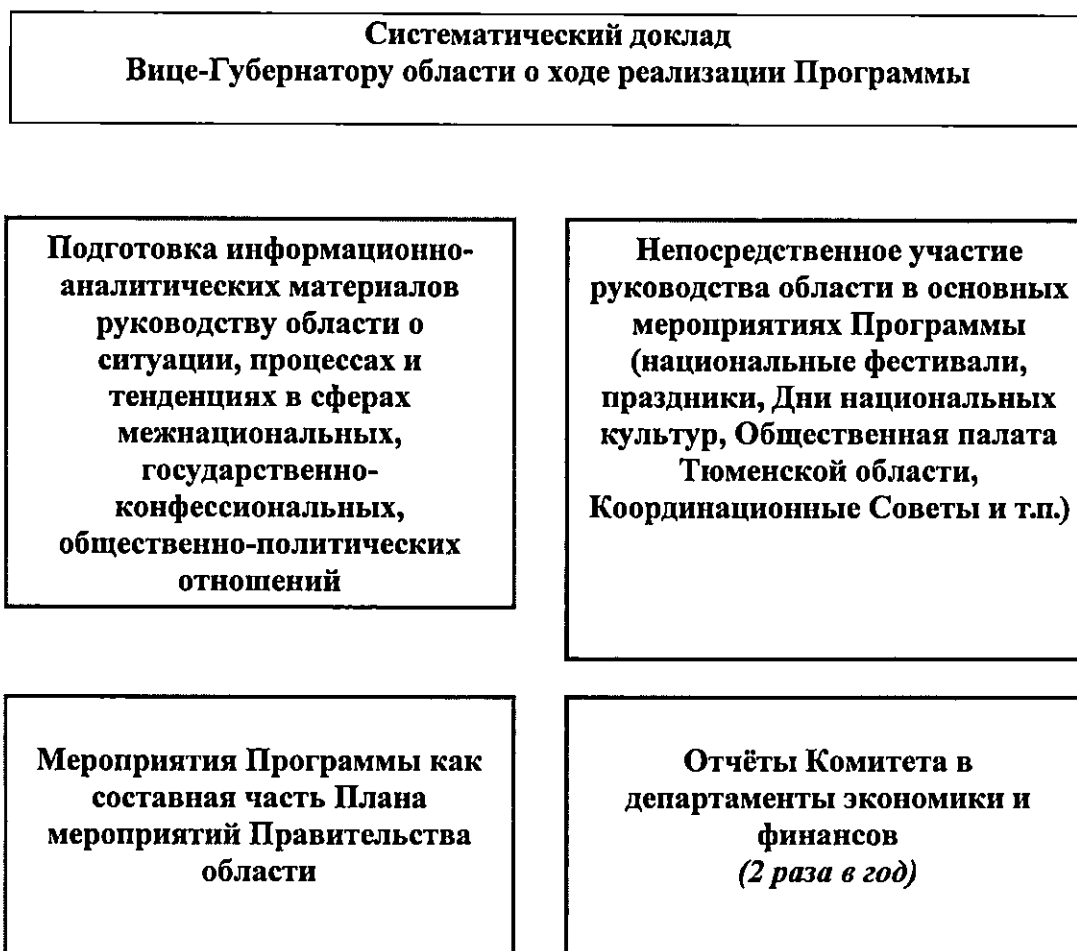 Систематический доклад
Вице-Губернатору области о ходе реализации Программы
Подготовка информационно-
аналитических материалов
руководству области о
ситуации, процессах и
тенденциях в сферах
межнациональных,
государственно-
конфессиональных,
общественно-политических
отношений
Непосредственное участие
руководства области в основных
мероприятиях Программы
(национальные фестивали,
праздники, Дни национальных
культур, Общественная палата
Тюменской области,
Координационные Советы и т.п.)
Мероприятия Программы как
составная часть Плана
мероприятий Правительства
области
Отчёты Комитета в
департаменты экономики и
финансов
(2 раза в год)